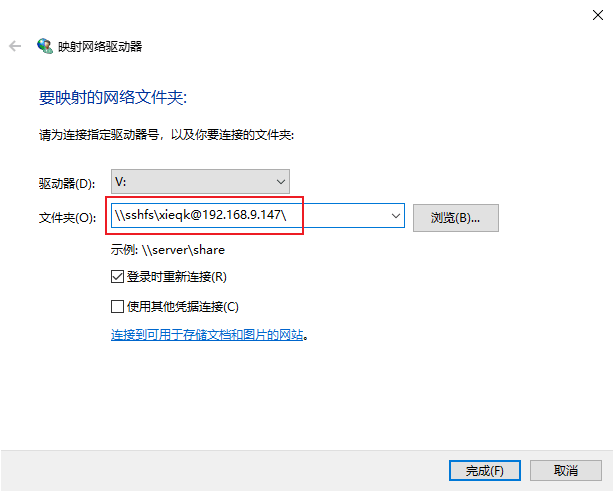 映射网络驱动器
要映射的网络文件夹:
请为连接指定驱动器号，以及你要连接的文件夹:
驱动器(D): V:
文件夹(O): \\sshfs\xieqk@192.168.9.147\ 浏览(B)...
示例: \\server\share
登录时重新连接(R)
使用其他凭据连接(C)
连接到可用于存储文档和图片的网站。
完成(F) 取消